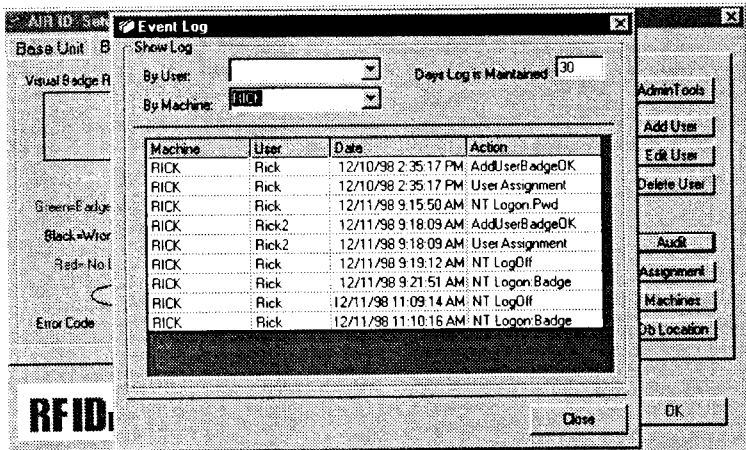 AIR ID
Event Log
Base Unit B
Show Log
By User:
Days Log is Maintained 30
By Machine: RICK
Visual Badge R
AdminTools
Add User
Edit User
Delete User
Machine User Date Action
RICK Rick 12/10/98 2:35:17 PM AddUserBadgeOK
RICK Rick 12/10/98 2:35:17 PM User Assignment
RICK Rick 12/11/98 9:15:50 AM NT Logon:Pwd
RICK Rick2 12/11/98 9:18:09 AM AddUserBadgeOK
RICK Rick2 12/11/98 9:18:09 AM User Assignment
RICK Rick 12/11/98 9:19:12 AM NT LogOff
RICK Rick 12/11/98 9:21:51 AM NT Logon:Badge
RICK Rick 12/11/98 11:09:14 AM NT LogOff
RICK Rick 12/11/98 11:10:16 AM NT Logon:Badge
Green=Badge
Black=Wror
Red= No
Error Code
Audit
Assignment
Machines
Db Location
RFID
Close
OK